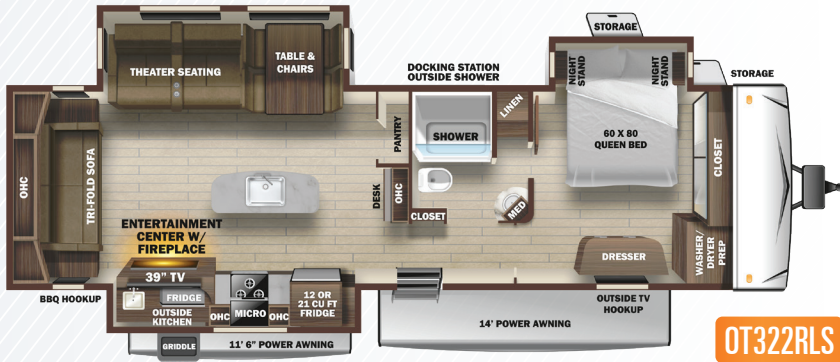 STORAGE
THEATER SEATING
TABLE &
CHAIRS
DOCKING STATION
OUTSIDE SHOWER
NIGHT
STAND
NIGHT
STAND
STORAGE
OHC
TRI-FOLD SOFA
PANTRY
SHOWER
LINEN
60 X 80
QUEEN BED
CLOSET
DESK
OHC
CLOSET
MED
ENTERTAINMENT
CENTER W/
FIREPLACE
39" TV
FRIDGE
OUTSIDE
KITCHEN
OHC
MICRO
OHC
12 OR
21 CU FT
FRIDGE
DRESSER
WASHER/
DRYER
PREP
BBQ HOOKUP
OUTSIDE TV
HOOKUP
14' POWER AWNING
GRIDDLE
11' 6" POWER AWNING
OT322RLS